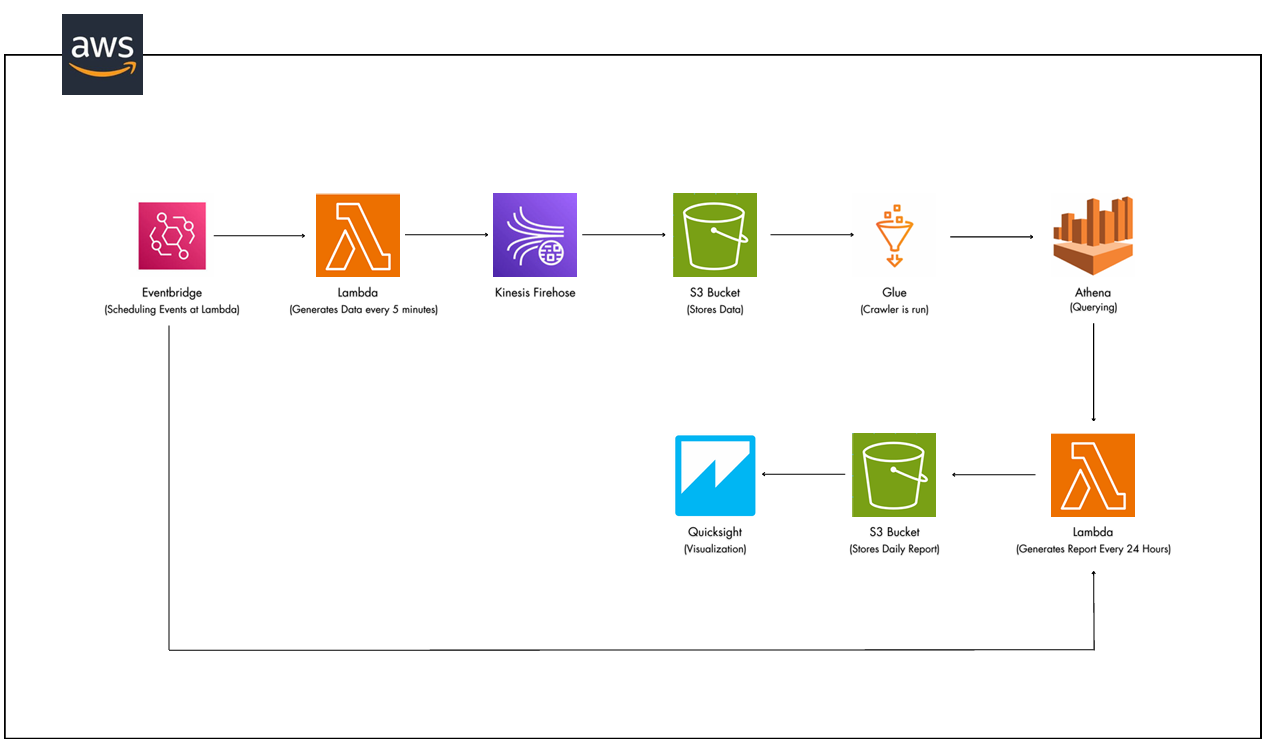 aws
Eventbridge
(Scheduling Events at Lambda)
Lambda
(Generates Data every 5 minutes)
Kinesis Firehose
S3 Bucket
(Stores Data)
Glue
(Crawler is run)
Athena
(Querying)
Quicksight
(Visualization)
S3 Bucket
(Stores Daily Report)
Lambda
(Generates Report Every 24 Hours)